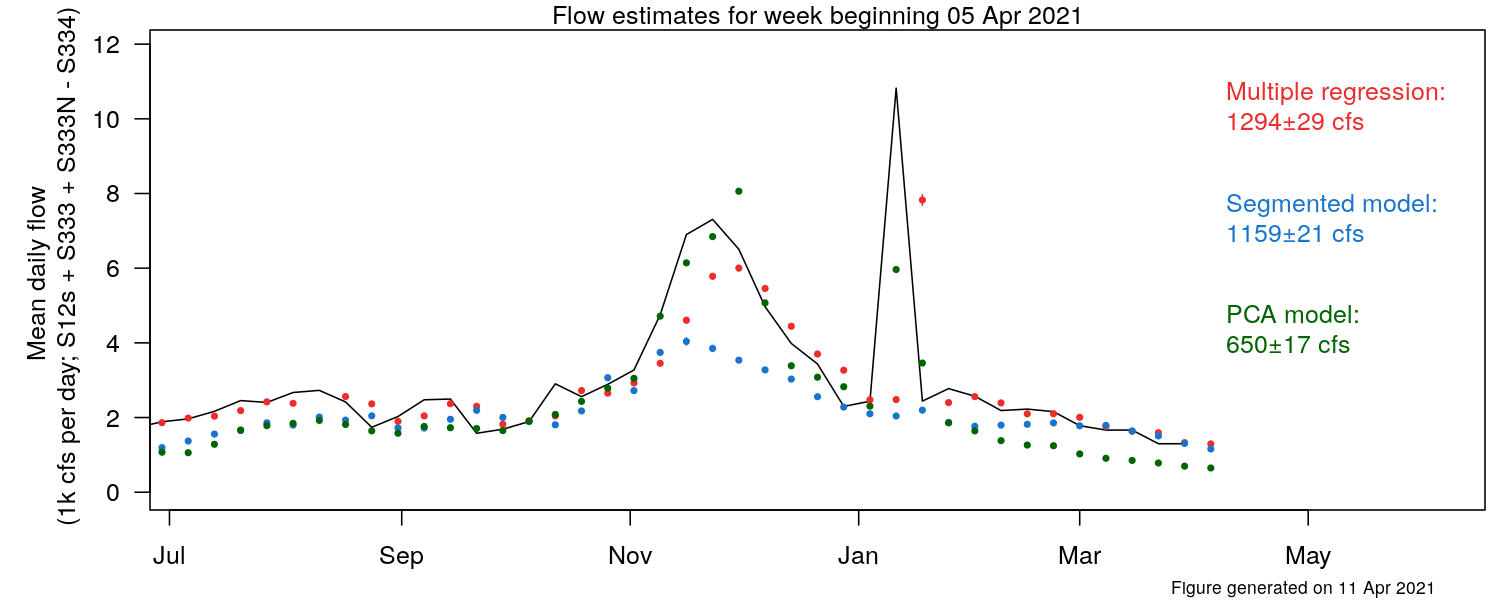 Flow estimates for week beginning 05 Apr 2021
Mean daily flow
(1k cfs per day; S12s + S333 + S333N - S334)
12
10
8
6
4
2
0
Multiple regression:
1294±29 cfs
Segmented model:
1159±21 cfs
PCA model:
650±17 cfs
Jul Sep Nov Jan Mar May
FIgure generated on 11 Apr 2021